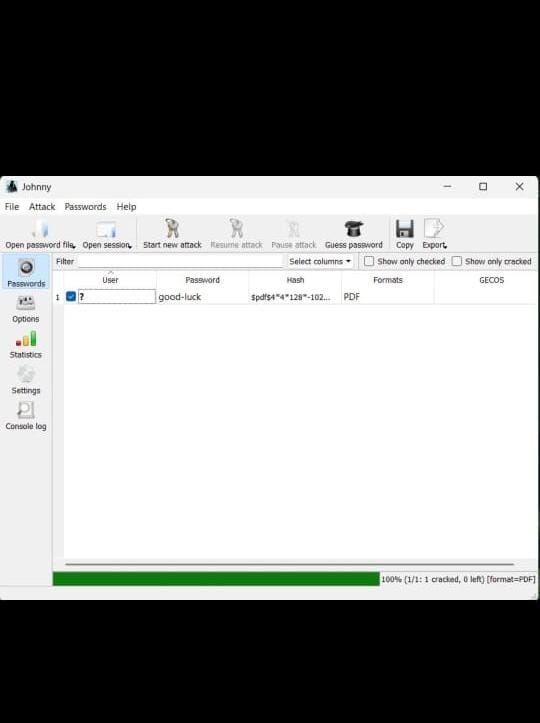 Johnny
File Attack Passwords Help
Open password file Open session Start new attack Resume attack Pause attack Guess password Copy Export
Passwords
Filter Select columns Show only checked Show only cracked
User Password Hash Formats GECOS
1 ? good-luck $pdf$4*4*128*-102... PDF
Options
Statistics
Settings
Console log
100% (1/1: 1 cracked, 0 left) [format=PDF]